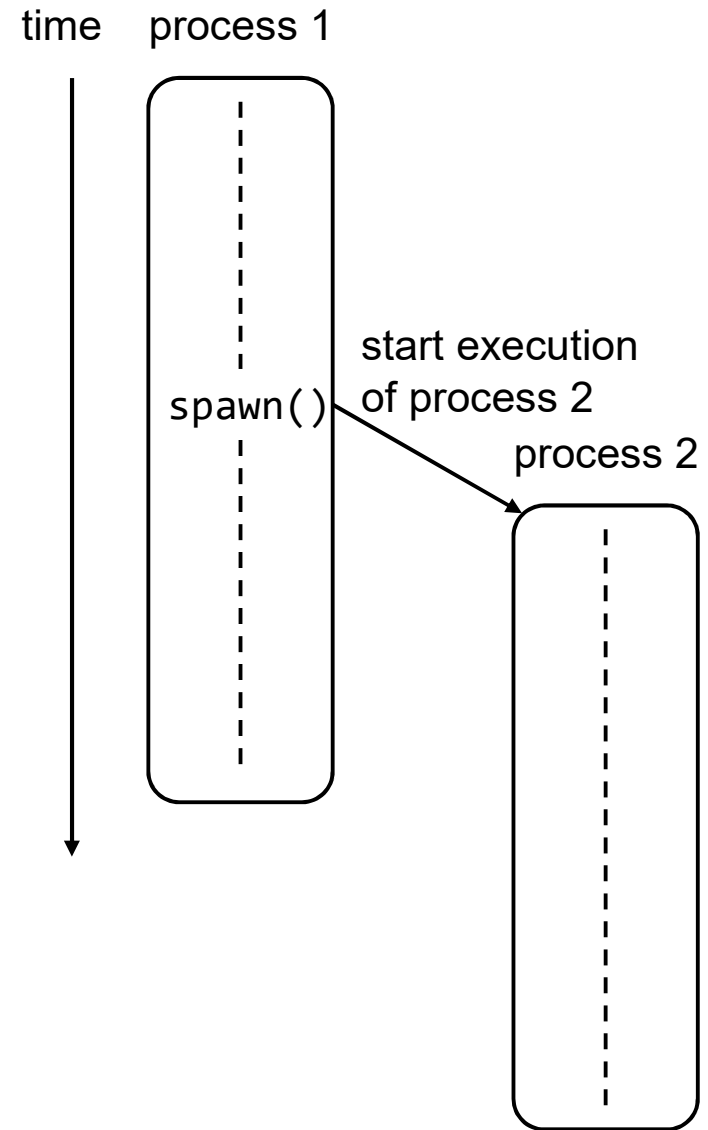 time process 1
start execution
spawn() of process 2
process 2